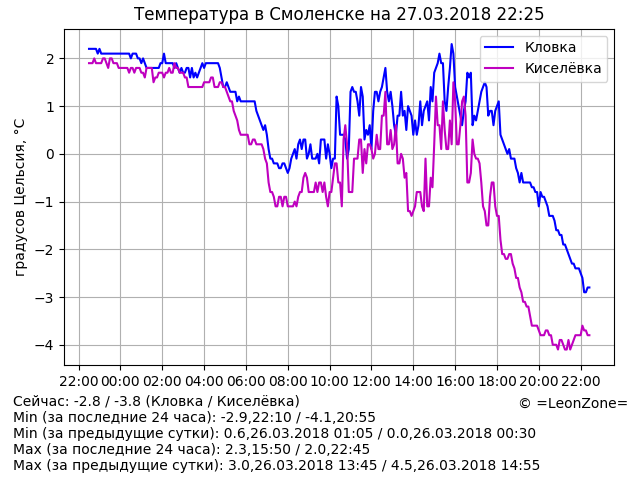 Температура в Смоленске на 27.03.2018 22:25
Кловка
Киселёвка
градусов Цельсия, °C
2
1
0
−1
−2
−3
−4
22:00 00:00 02:00 04:00 06:00 08:00 10:00 12:00 14:00 16:00 18:00 20:00 22:00
Сейчас: -2.8 / -3.8 (Кловка / Киселёвка)
© =LeonZone=
Min (за последние 24 часа): -2.9,22:10 / -4.1,20:55
Min (за предыдущие сутки): 0.6,26.03.2018 01:05 / 0.0,26.03.2018 00:30
Max (за последние 24 часа): 2.3,15:50 / 2.0,22:45
Max (за предыдущие сутки): 3.0,26.03.2018 13:45 / 4.5,26.03.2018 14:55